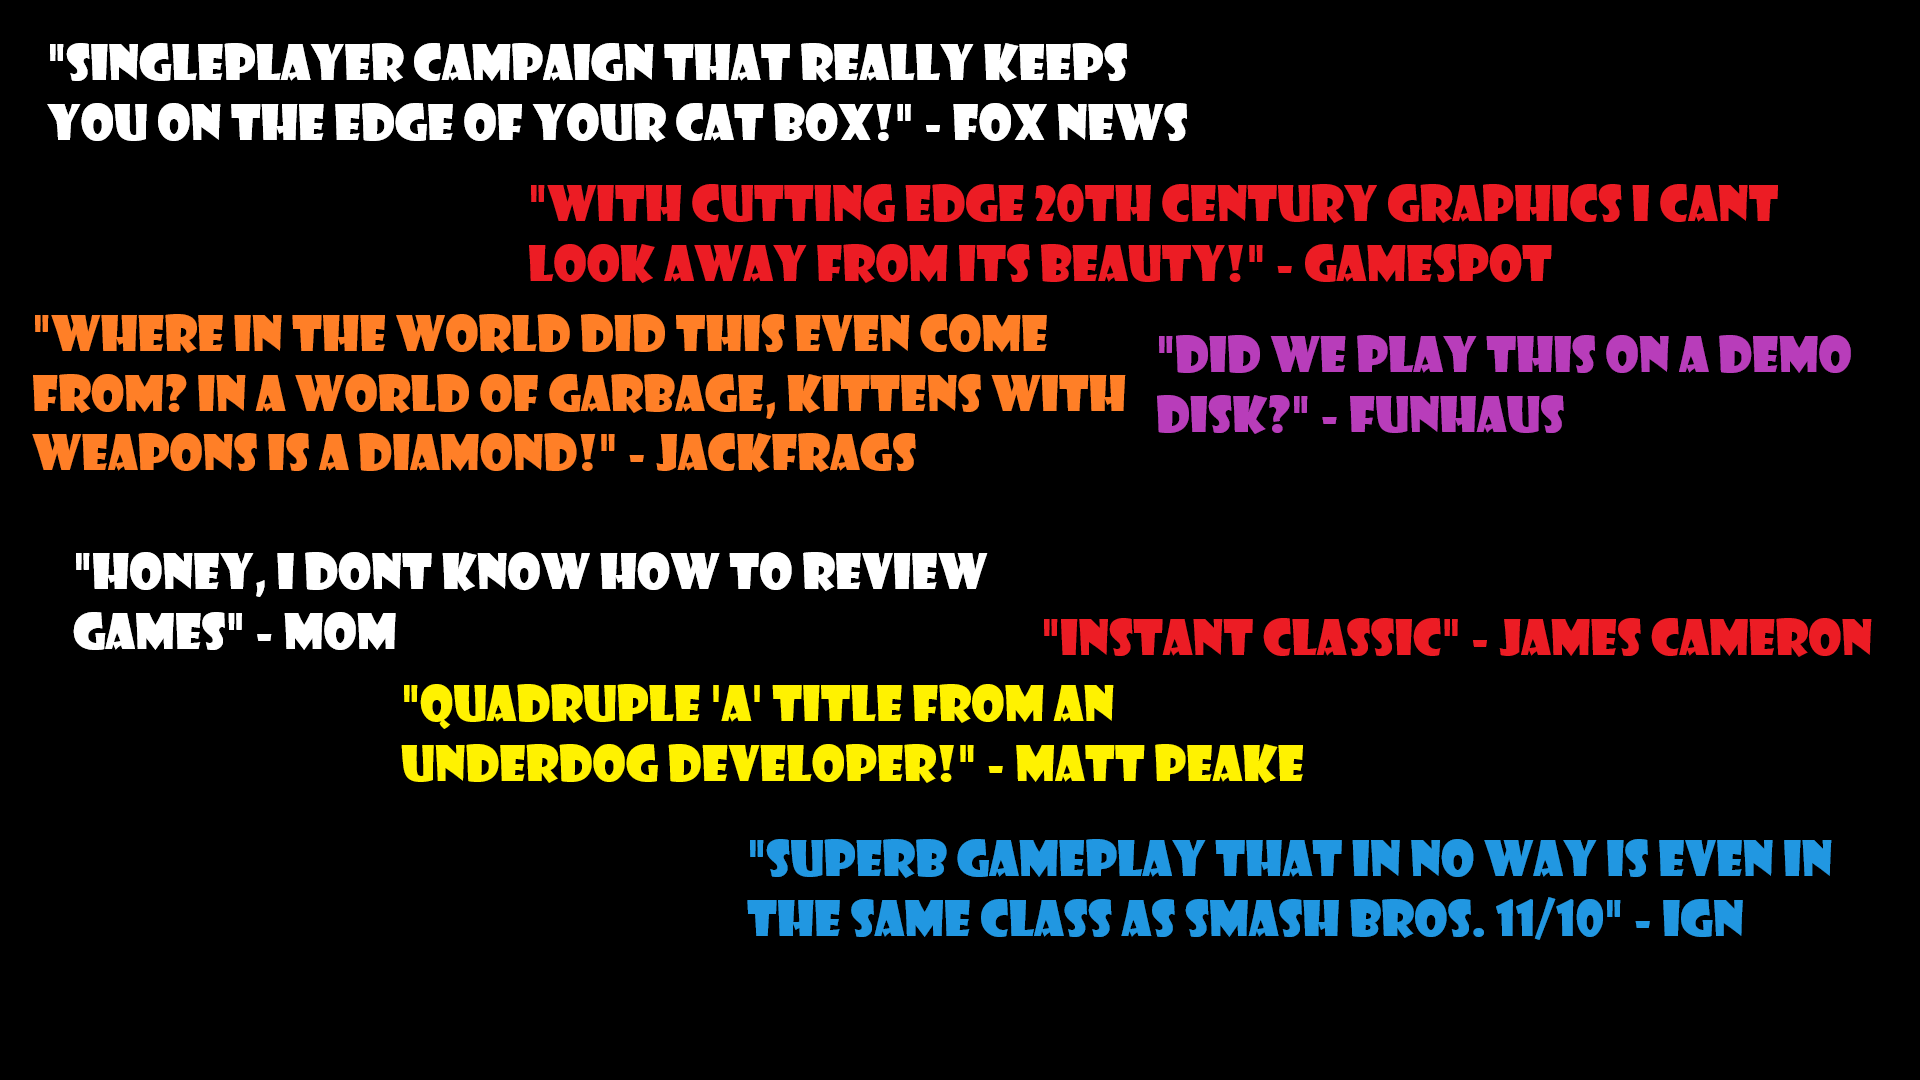 "SINGLEPLAYER CAMPAIGN THAT REALLY KEEPS
YOU ON THE EDGE OF YOUR CAT BOX!" - FOX NEWS
"WITH CUTTING EDGE 20TH CENTURY GRAPHICS I CANT
LOOK AWAY FROM ITS BEAUTY!" - GAMESPOT
"WHERE IN THE WORLD DID THIS EVEN COME
FROM? IN A WORLD OF GARBAGE, KITTENS WITH
WEAPONS IS A DIAMOND!" - JACKFRAGS
"DID WE PLAY THIS ON A DEMO
DISK?" - FUNHAUS
"HONEY, I DONT KNOW HOW TO REVIEW
GAMES" - MOM
"INSTANT CLASSIC" - JAMES CAMERON
"QUADRUPLE 'A' TITLE FROM AN
UNDERDOG DEVELOPER!" - MATT PEAKE
"SUPERB GAMEPLAY THAT IN NO WAY IS EVEN IN
THE SAME CLASS AS SMASH BROS. 11/10" - IGN